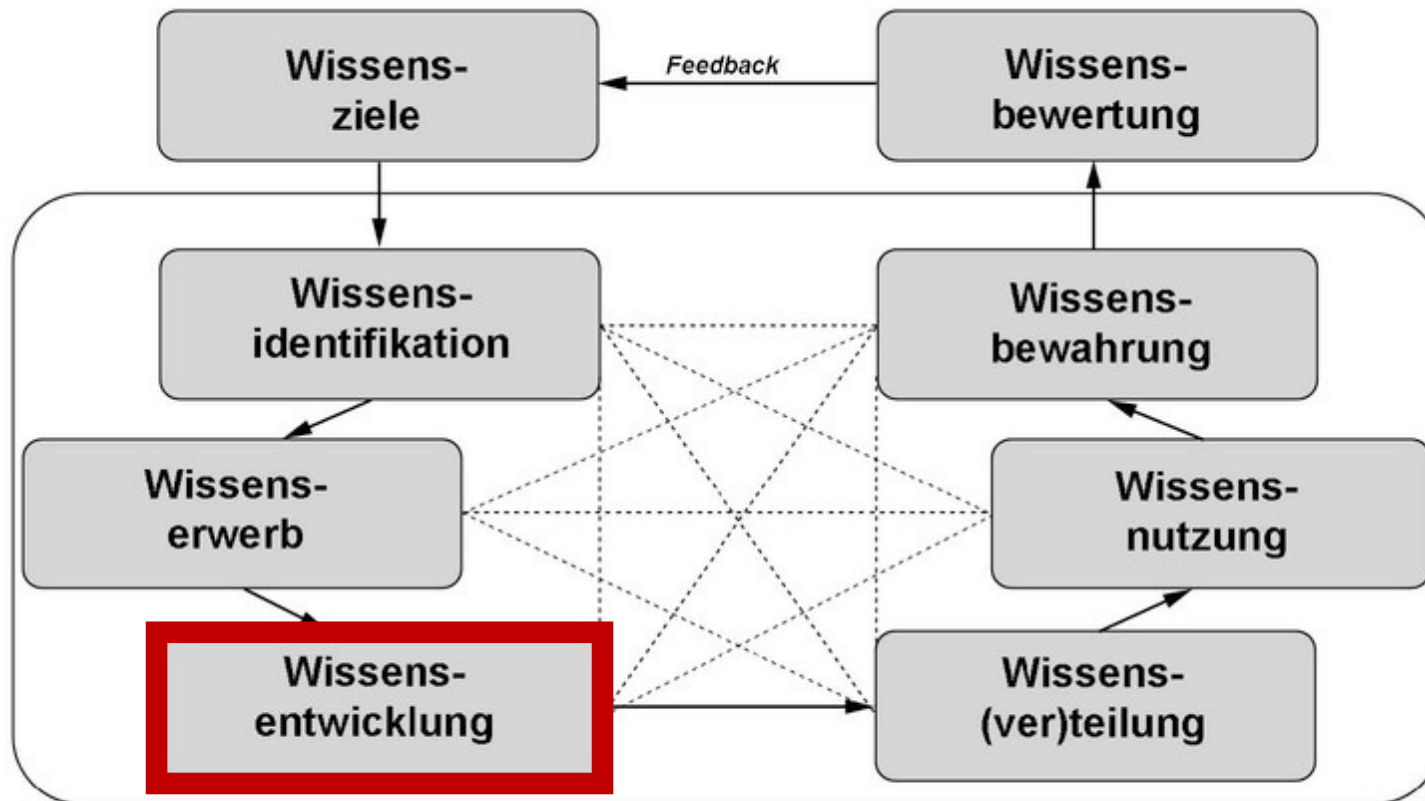 Wissens-
ziele
Feedback
Wissens-
bewertung
Wissens-
identifikation
Wissens-
bewahrung
Wissens-
erwerb
Wissens-
nutzung
Wissens-
entwicklung
Wissens-
(ver)teilung